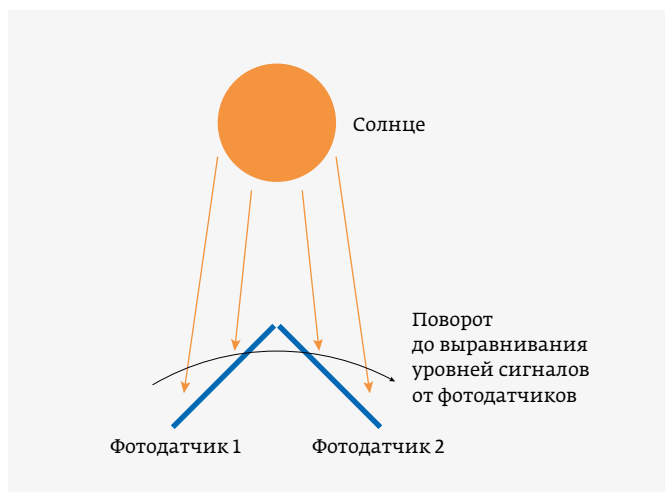 Солнце
Поворот
до выравнивания
уровней сигналов
от фотодатчиков
Фотодатчик 1
Фотодатчик 2